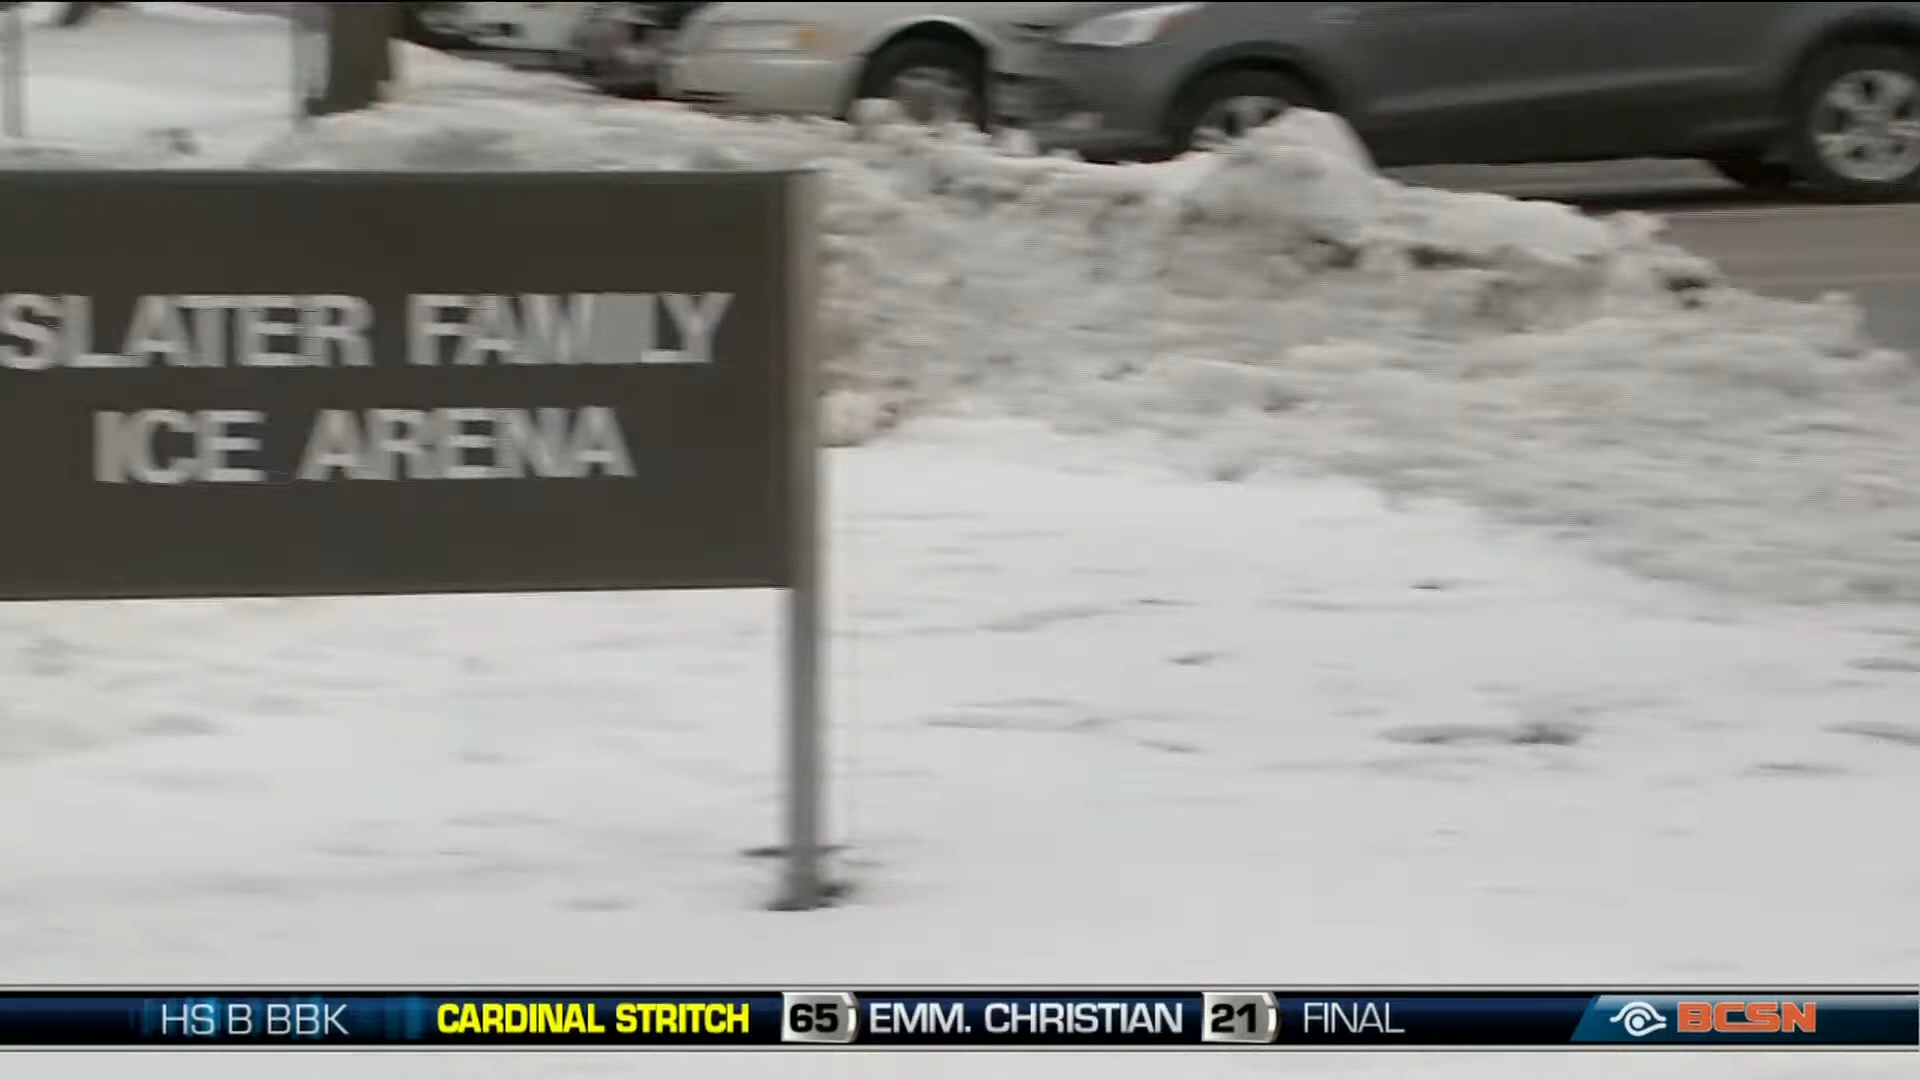 SLATER FAMILY
ICE ARENA
HS B BBK CARDINAL STRITCH 65 EMM. CHRISTIAN 21 FINAL BCSN